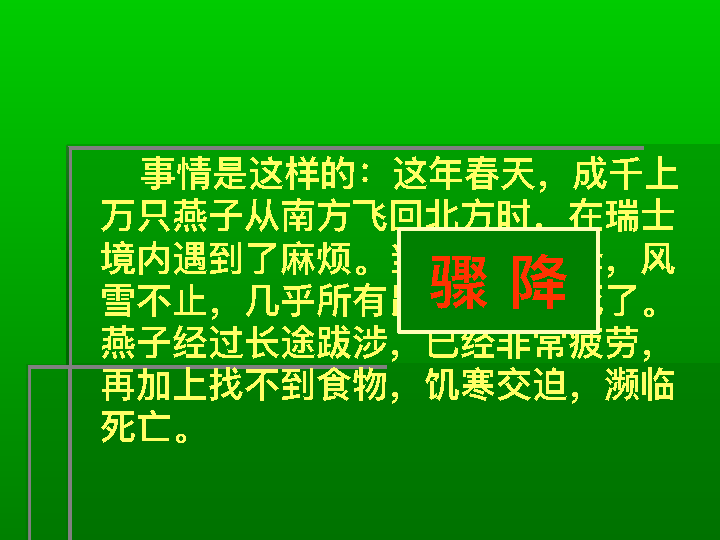 事情是这样的：这年春天，成千上
万只燕子从南方飞回北方时，在瑞士
境内遇到了麻烦。，风
雪不止，几乎所有了。
燕子经过长途跋涉，已经非常疲劳，
再加上找不到食物，饥寒交迫，濒临
死亡。
骤 降